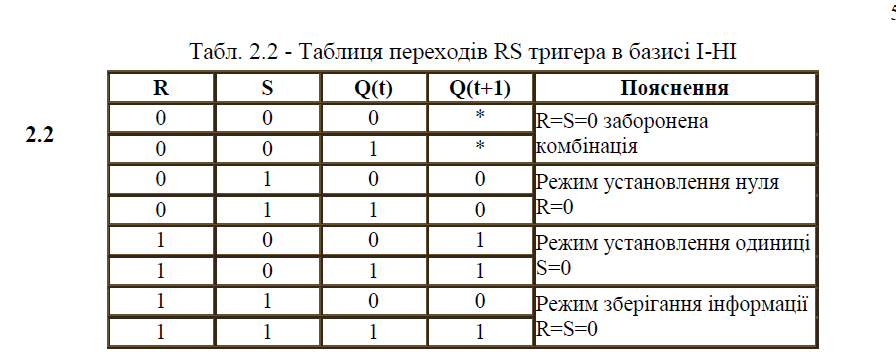 5
Табл. 2.2 - Таблиця переходів RS тригера в базисі І-НІ
2.2
R S Q(t) Q(t+1) Пояснення
0 0 0 * R=S=0 заборонена
0 0 1 * комбінація
0 1 0 0 Режим установлення нуля
0 1 1 0 R=0
1 0 0 1 Режим установлення одиниці
1 0 1 1 S=0
1 1 0 0 Режим зберігання інформації
1 1 1 1 R=S=0